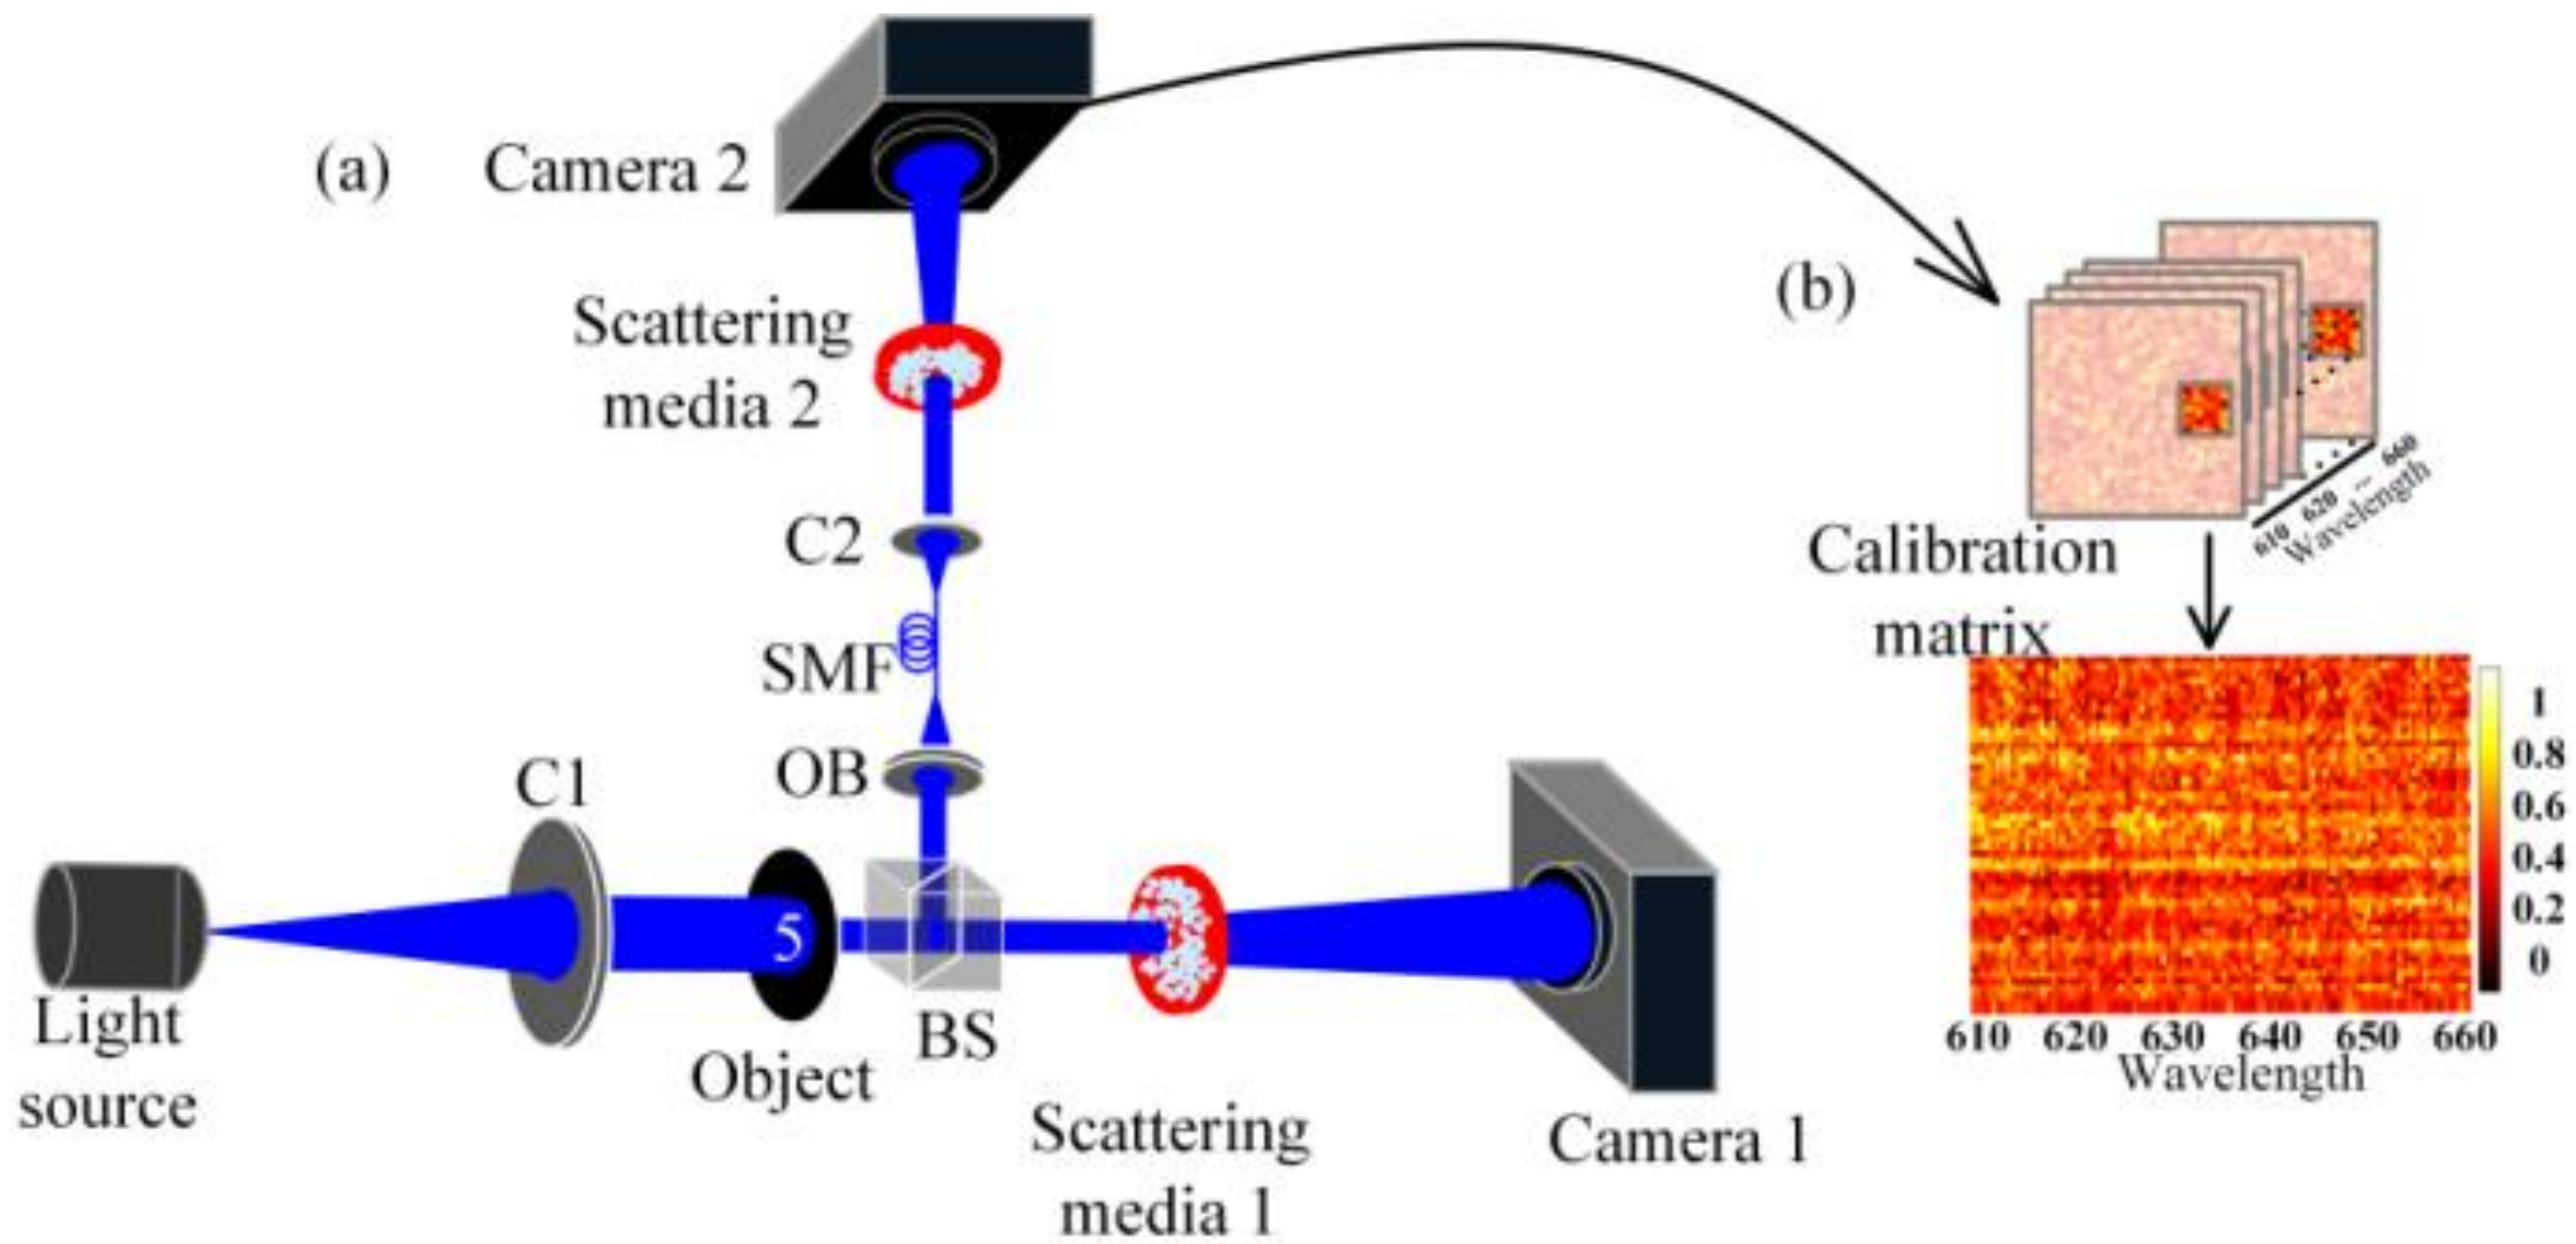 (a)
Camera 2
Scattering
media 2
C2
SMF
OB
C1
5
Light
source
Object
BS
Scattering
media 1
Camera 1
(b)
610 620 ~ 660
Wavelength
Calibration
matrix
1
0.8
0.6
0.4
0.2
0
610 620 630 640 650 660
Wavelength